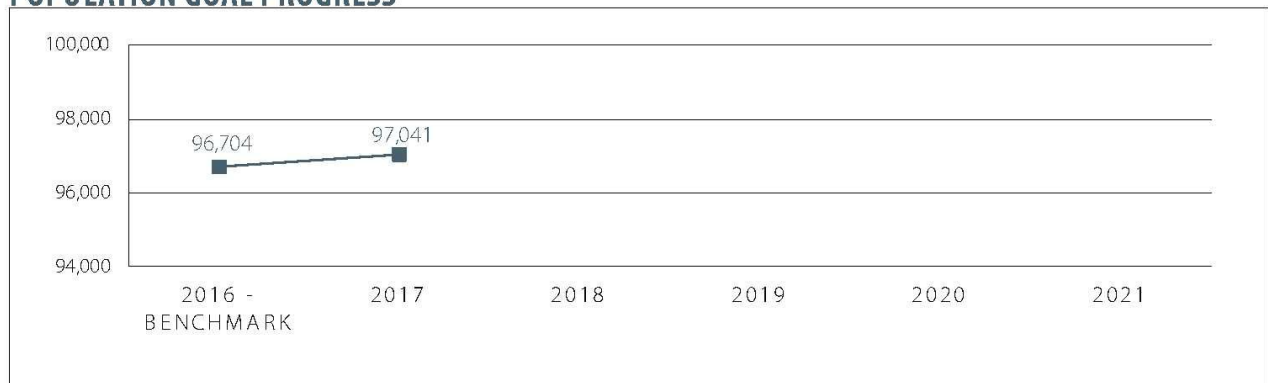 POPULATION GOAL PROGRESS
100,000
98,000
96,704
97,041
96,000
94,000
2016 - 2017 2018 2019 2020 2021
BENCHMARK